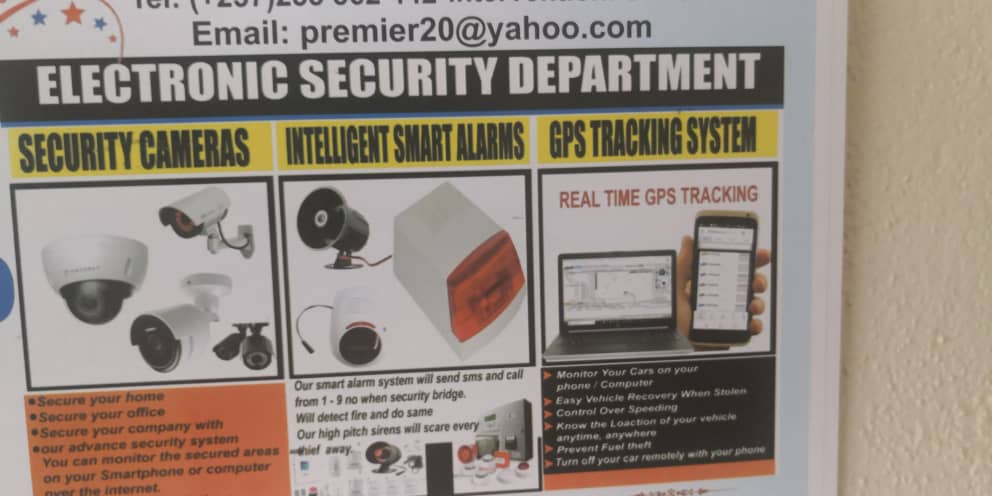 Email: premier20@yahoo.com
ELECTRONIC SECURITY DEPARTMENT
SECURITY CAMERAS
INTELLIGENT SMART ALARMS
GPS TRACKING SYSTEM
REAL TIME GPS TRACKING
•Secure your home
•Secure your office
•Secure your company with
•our advance security system
You can monitor the secured areas
on your Smartphone or computer
over the internet.
Our smart alarm system will send sms and call
from 1 - 9 no when security bridge.
Will detect fire and do same
Our high pitch sirens will scare every
thief away.
Monitor Your Cars on your
phone / Computer
Easy Vehicle Recovery When Stolen
Control Over Speeding
Know the Loaction of your vehicle
anytime, anywhere
Prevent Fuel theft
Turn off your car remotely with your phone